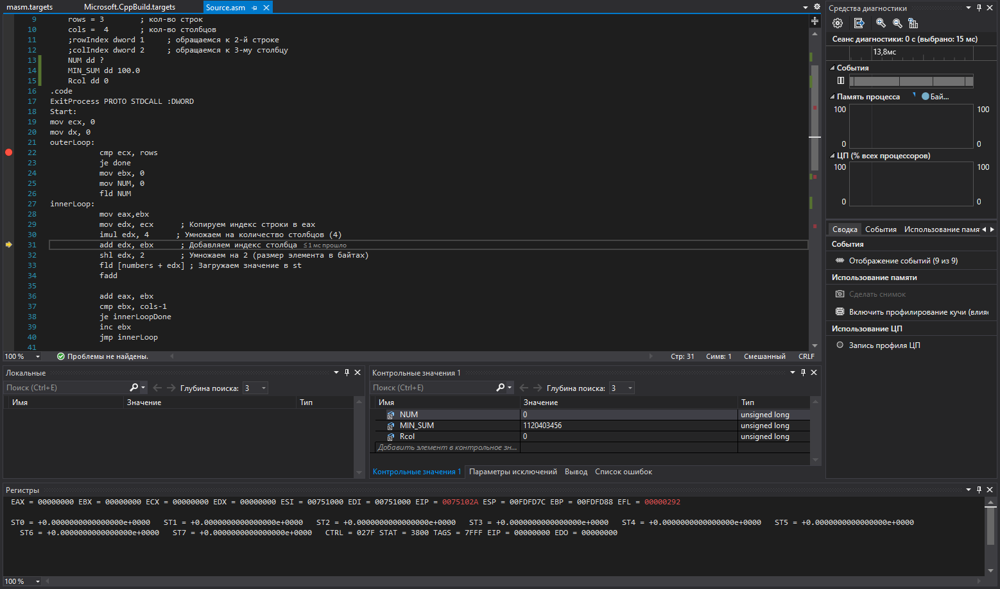 masm.targets Microsoft.CppBuild.targets Source.asm
9 rows = 3 ; кол-во строк
10 cols = 4 ; кол-во столбцов
11 ;rowIndex dword 1 ; обращаемся к 2-й строке
12 ;colIndex dword 2 ; обращаемся к 3-му столбцу
13 NUM dd ?
14 MIN_SUM dd 100.0
15 Rcol dd 0
16 .code
17 ExitProcess PROTO STDCALL :DWORD
18 Start:
19 mov ecx, 0
20 mov dx, 0
21 outerLoop:
22 cmp ecx, rows
23 je done
24 mov ebx, 0
25 mov NUM, 0
26 fld NUM
27 innerLoop:
28 mov eax,ebx
29 mov edx, ecx ; Копируем индекс строки в eax
30 imul edx, 4 ; Умножаем на количество столбцов (4)
31 add edx, ebx ; Добавляем индекс столбца ≤ 1 мс прошло
32 shl edx, 2 ; Умножаем на 2 (размер элемента в байтах)
33 fld [numbers + edx] ; Загружаем значение в st
34 fadd
35
36 add eax, ebx
37 cmp ebx, cols-1
38 je innerLoopDone
39 inc ebx
40 jmp innerLoop
41
100 % Проблемы не найдены. Стр: 31 Симв: 1 Смешанный CRLF
Средства диагностики
Сеанс диагностики: 0 с (выбрано: 15 мс)
13,8мс
События
Память процесса Бай...
100 100
0 0
ЦП (% всех процессоров)
100 100
0 0
Сводка События Использование памя
События
Отображение событий (9 из 9)
Использование памяти
Сделать снимок
Включить профилирование кучи (влия
Использование ЦП
Запись профиля ЦП
Локальные
Поиск (Ctrl+E) Глубина поиска: 3
Имя Значение Тип
Контрольные значения 1
Поиск (Ctrl+E) Глубина поиска: 3
Имя Значение Тип
NUM 0 unsigned long
MIN_SUM 1120403456 unsigned long
Rcol 0 unsigned long
Добавить элемент в контрольное зн...
Контрольные значения 1 Параметры исключений Вывод Список ошибок
Регистры
EAX = 00000000 EBX = 00000000 ECX = 00000000 EDX = 00000000 ESI = 00751000 EDI = 00751000 EIP = 0075102A ESP = 00FDFD7C EBP = 00FDFD88 EFL = 00000292
ST0 = +0.0000000000000000e+0000 ST1 = +0.0000000000000000e+0000 ST2 = +0.0000000000000000e+0000 ST3 = +0.0000000000000000e+0000 ST4 = +0.0000000000000000e+0000 ST5 = +0.0000000000000000e+0000
ST6 = +0.0000000000000000e+0000 ST7 = +0.0000000000000000e+0000 CTRL = 027F STAT = 3800 TAGS = 7FFF EIP = 00000000 EDO = 00000000
100 %